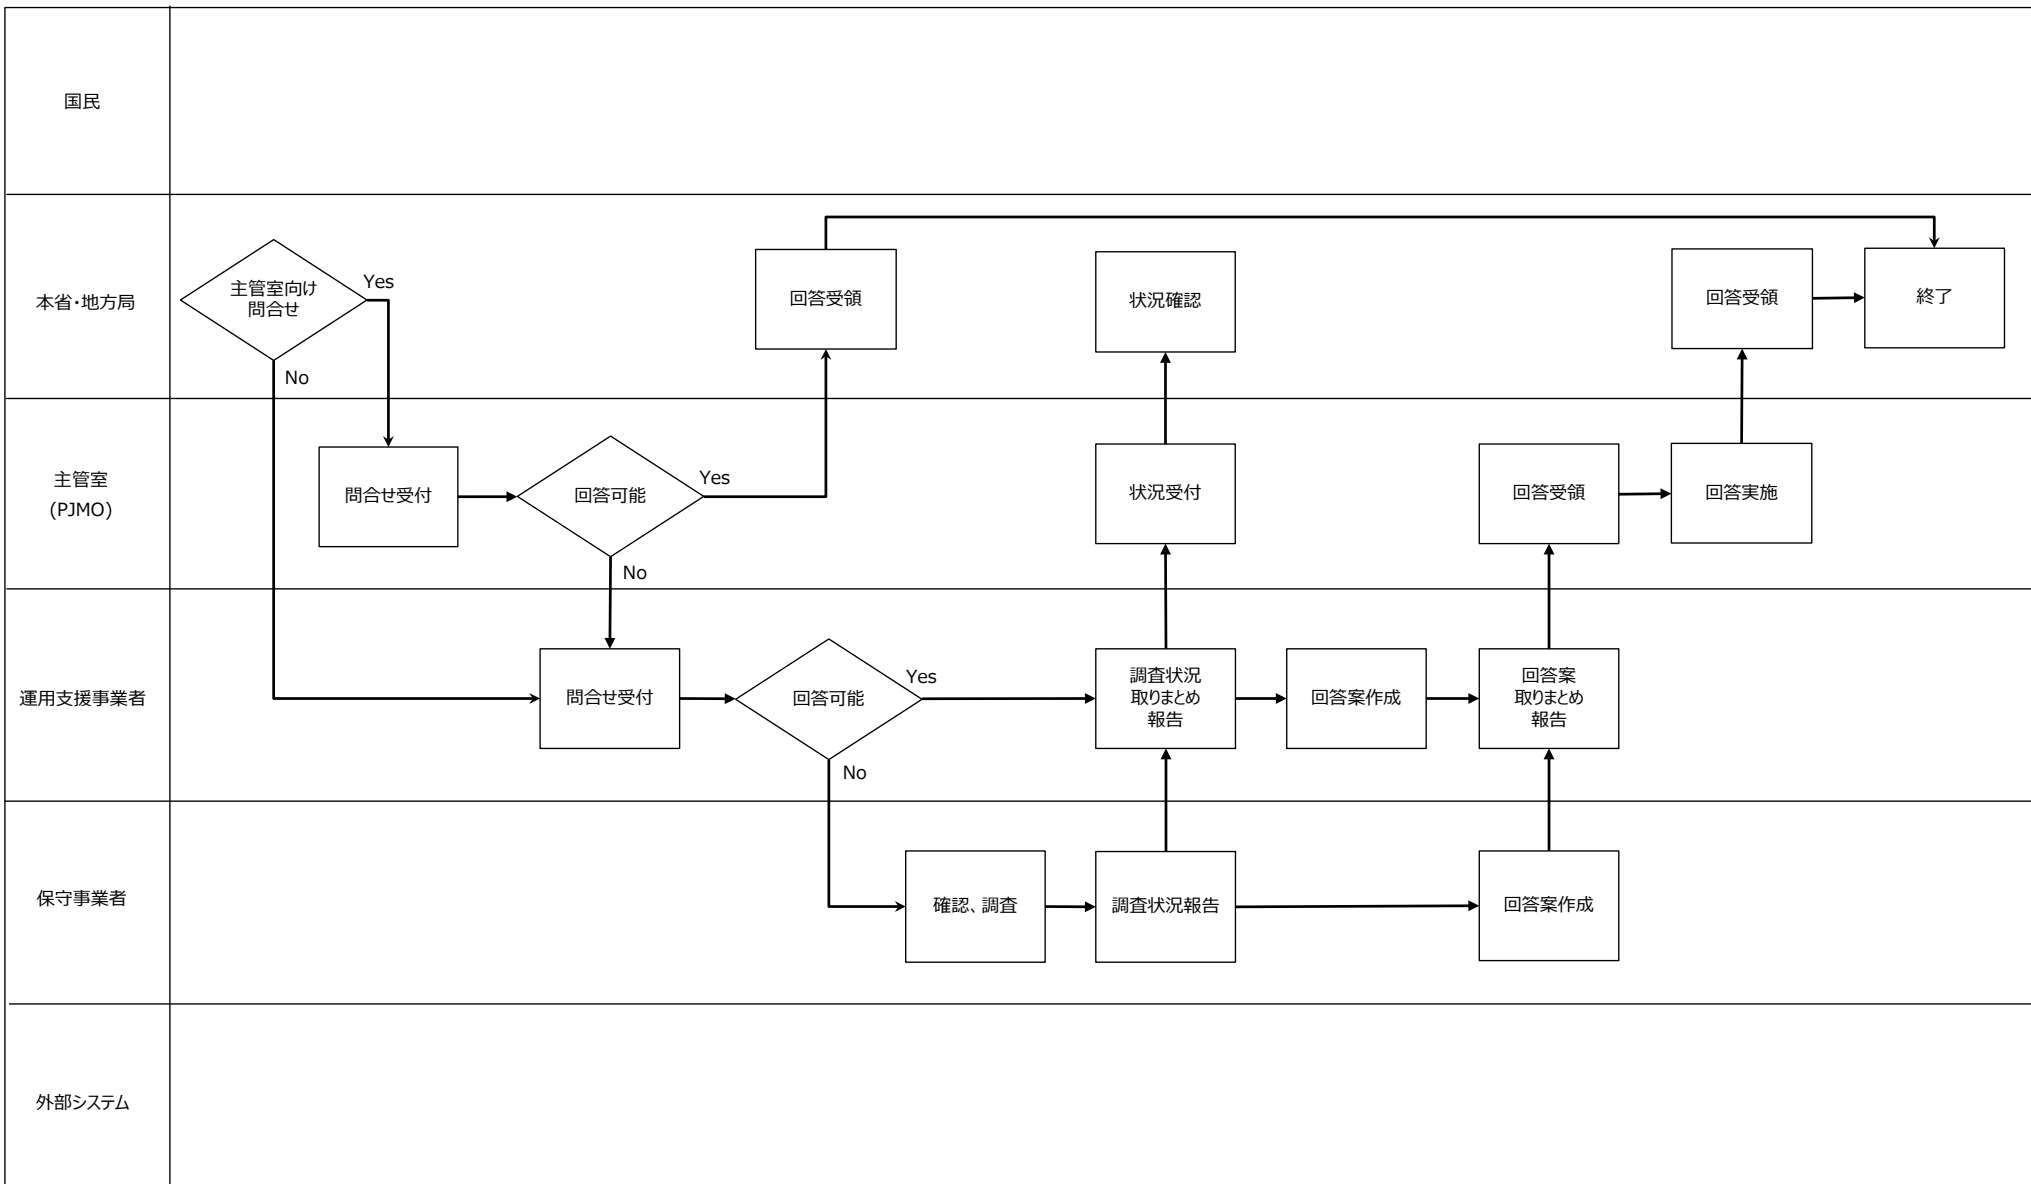 国民
本省・地方局
主管室向け
問合せ
Yes
No
回答受領
状況確認
回答受領
終了
主管室
(PJMO)
問合せ受付
回答可能
Yes
No
状況受付
回答受領
回答実施
運用支援事業者
問合せ受付
回答可能
Yes
No
調査状況
取りまとめ
報告
回答案作成
回答案
取りまとめ
報告
保守事業者
確認、調査
調査状況報告
回答案作成
外部システム